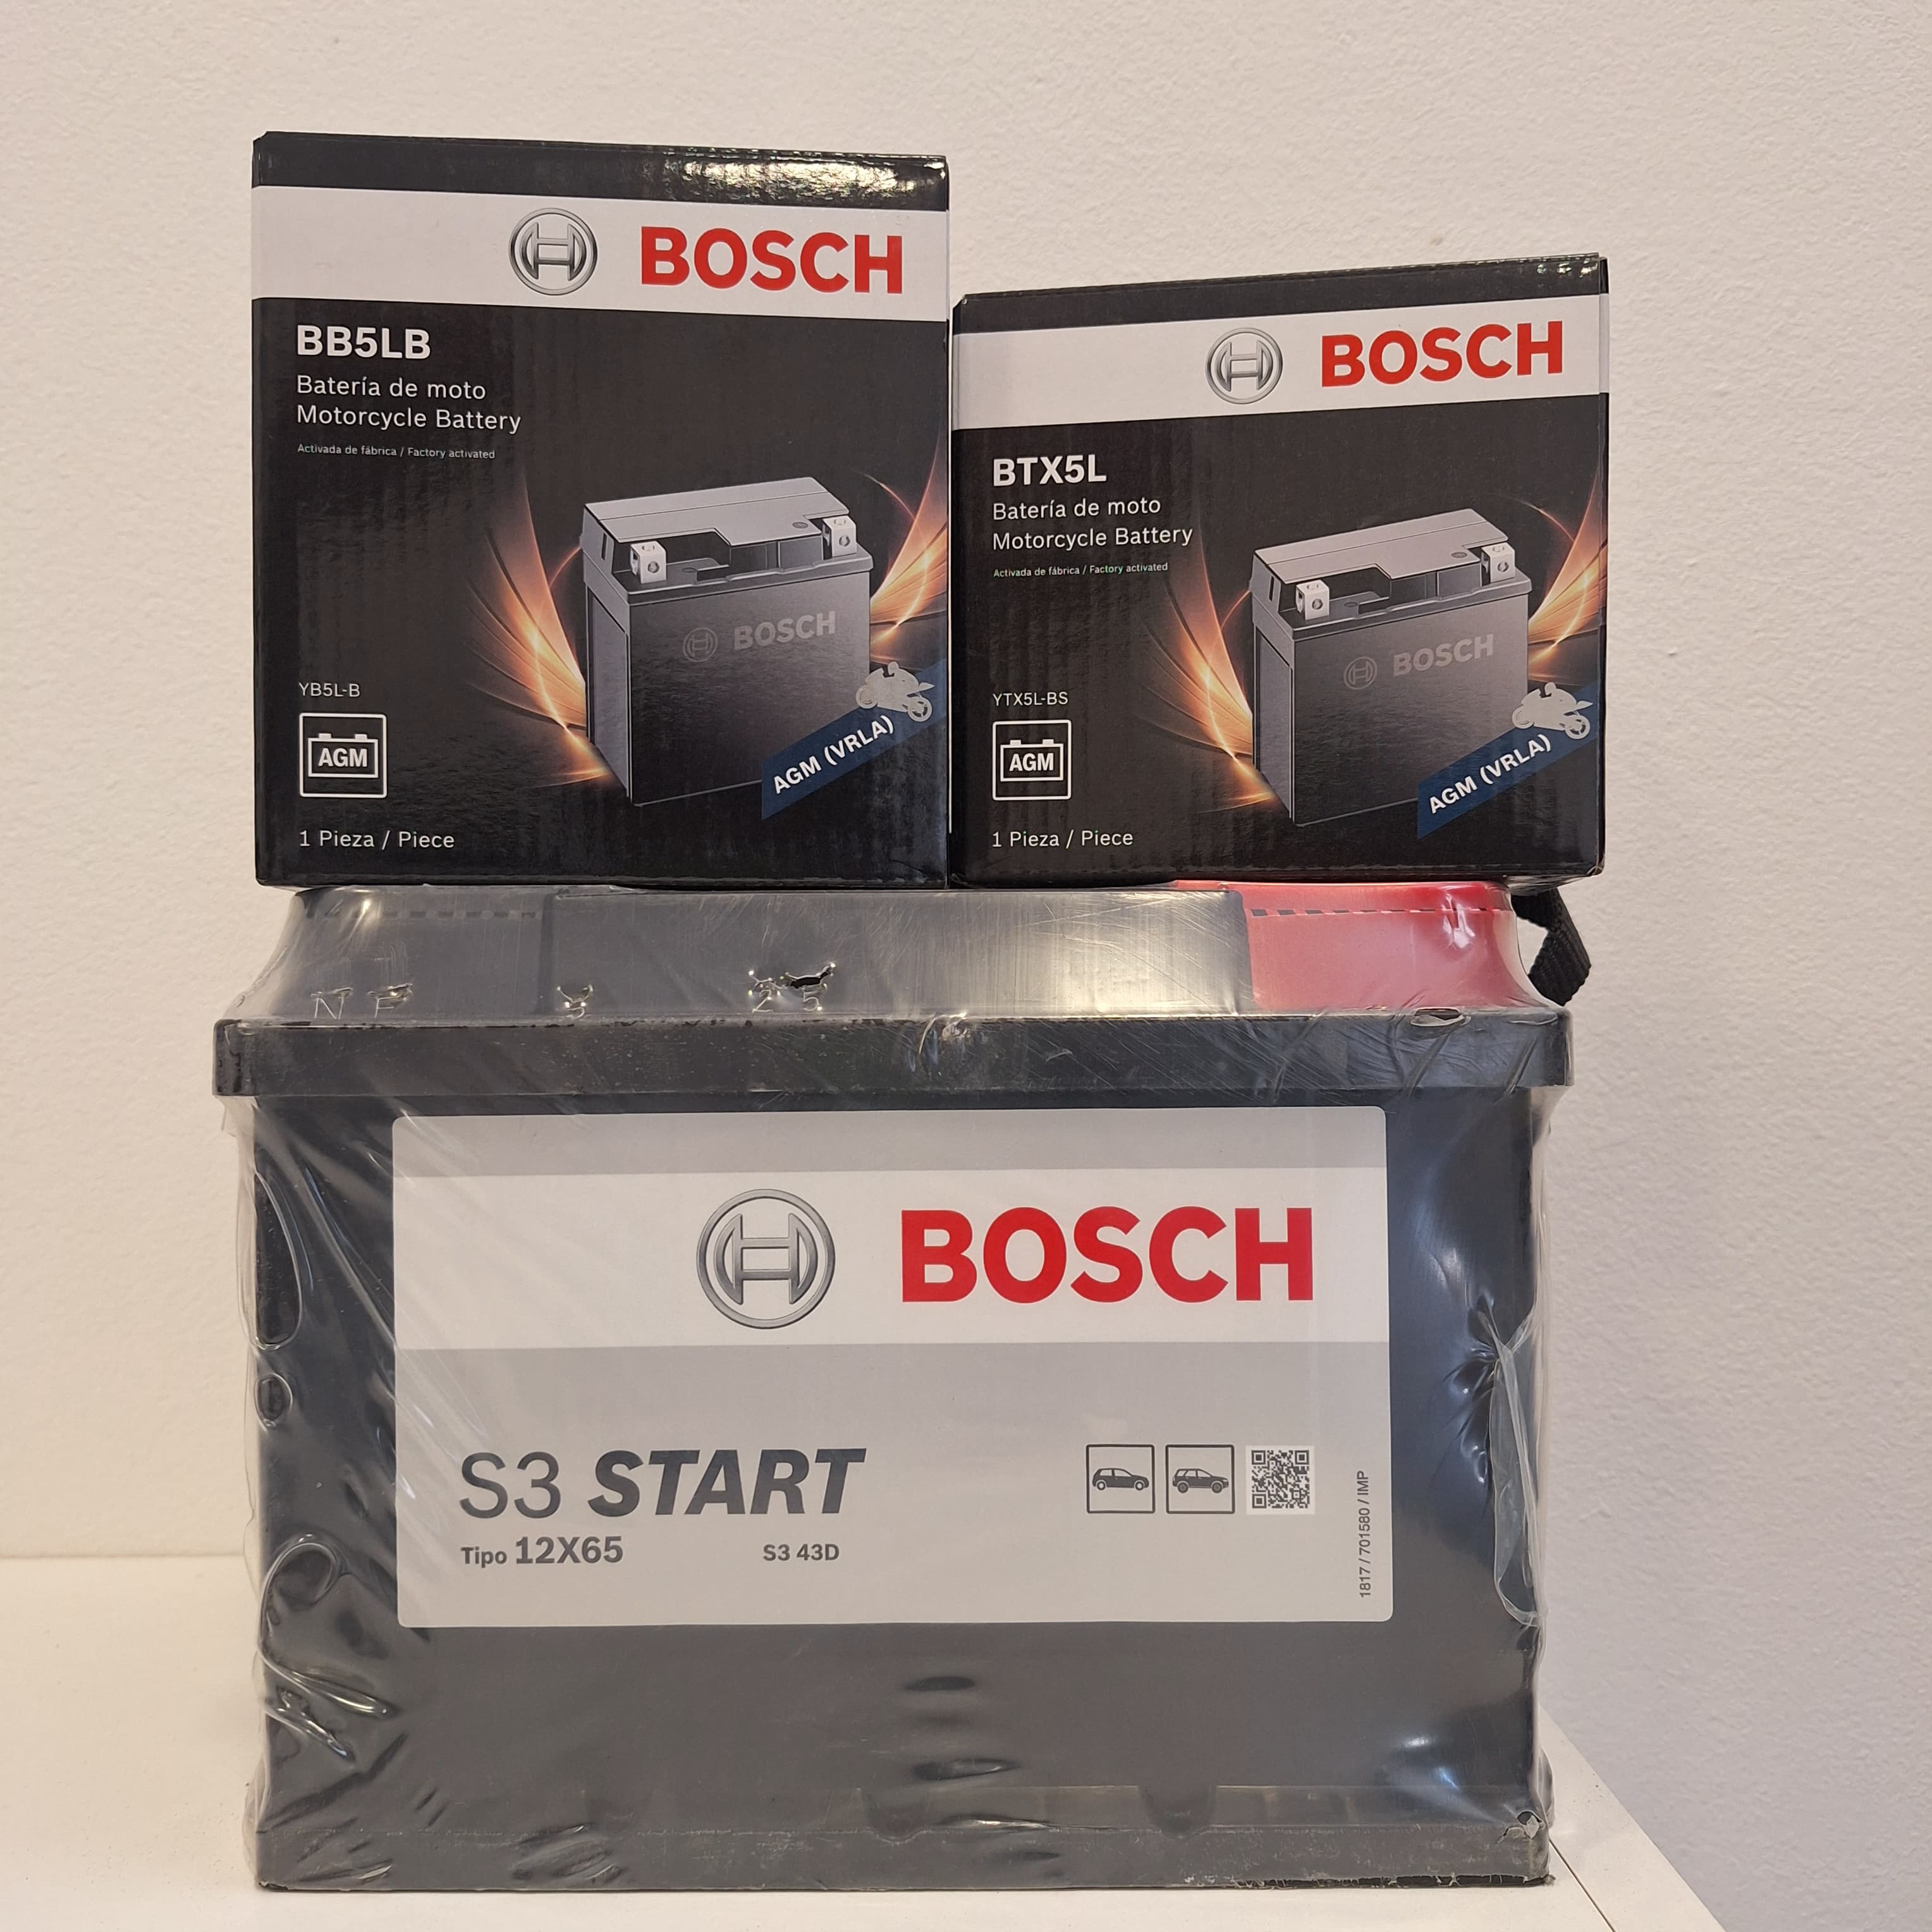 BOSCH
BB5LB
Batería de moto
Motorcycle Battery
Activada de fábrica / Factory activated
BOSCH
YB5L-B
AGM
AGM (VRLA)
1 Pieza / Piece
BOSCH
BTX5L
Batería de moto
Motorcycle Battery
Activada de fábrica / Factory activated
BOSCH
YTX5L-BS
AGM
AGM (VRLA)
1 Pieza / Piece
N F 3 25
BOSCH
S3 START
Tipo 12X65 S3 43D
1817 / 701580 / IMP